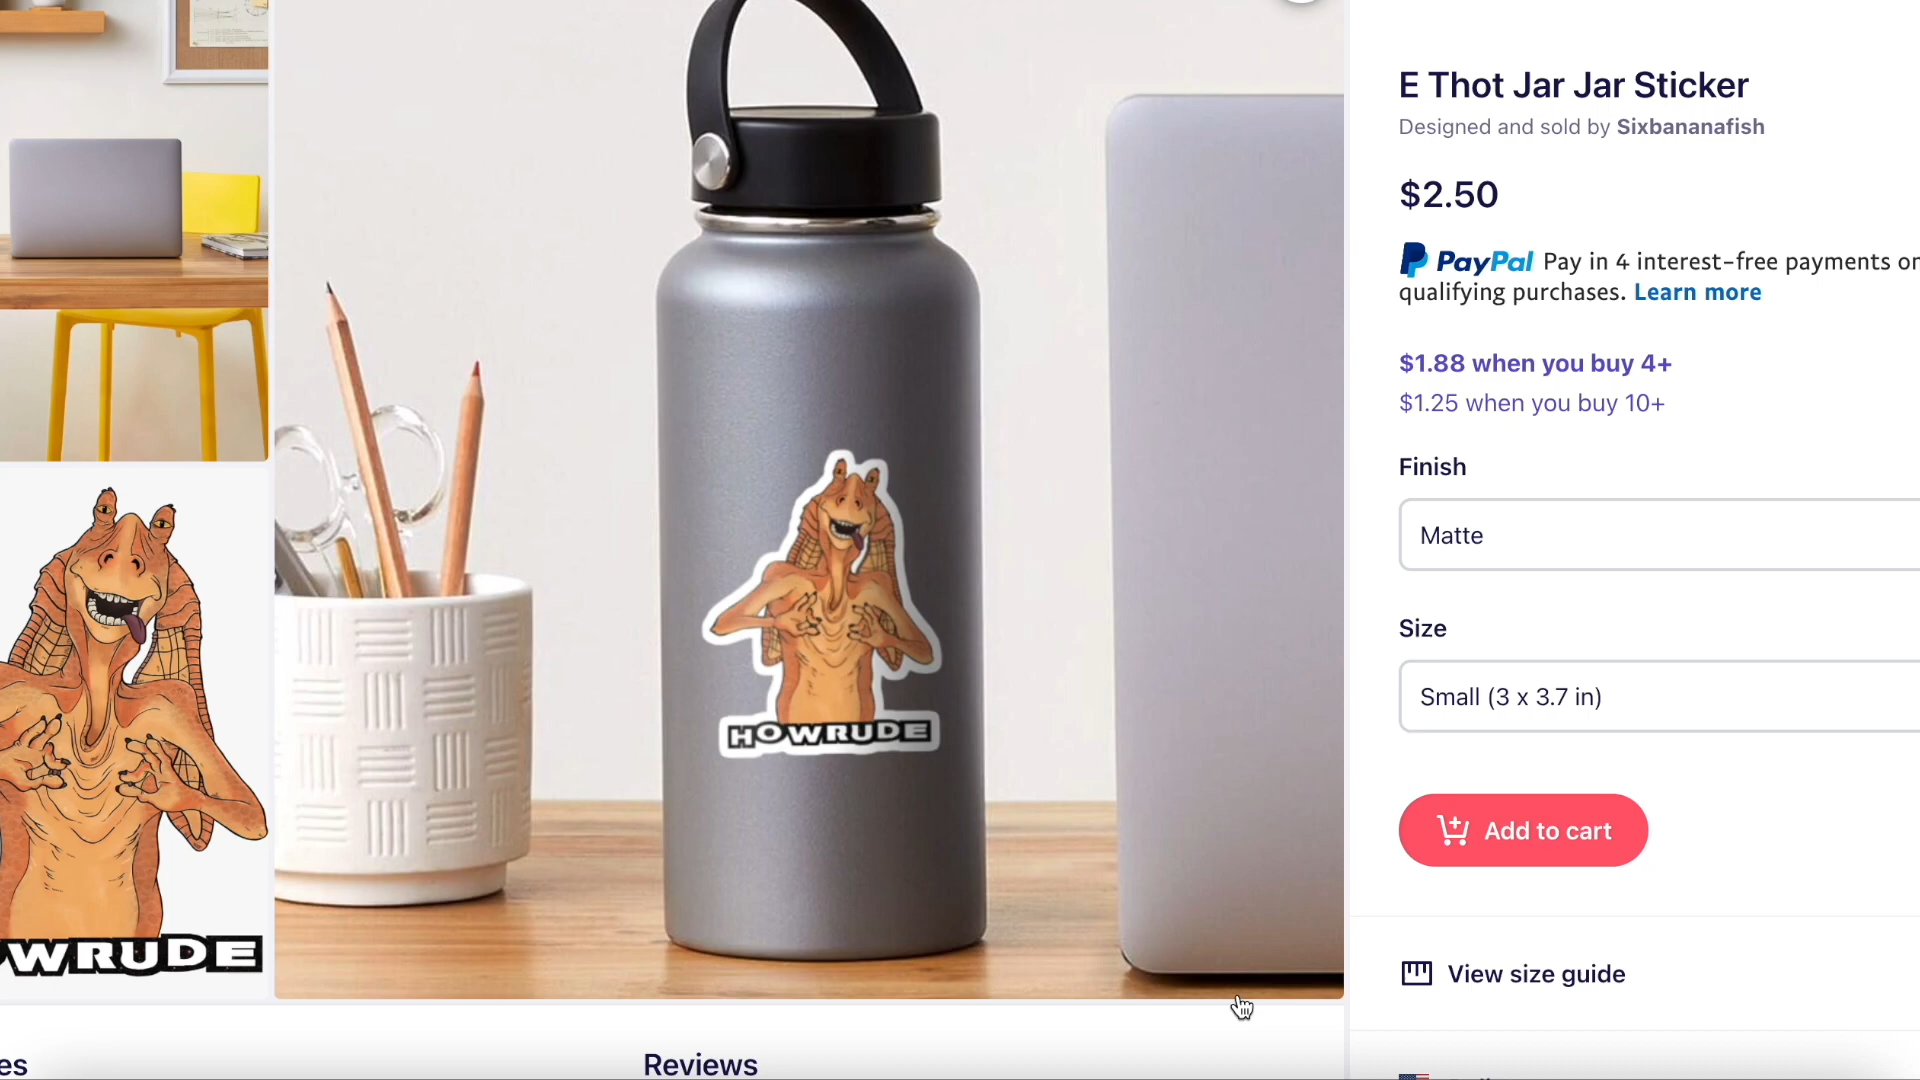 E Thot Jar Jar Sticker
Designed and sold by Sixbananafish
$2.50
PayPal Pay in 4 interest-free payments on
qualifying purchases. Learn more
$1.88 when you buy 4+
$1.25 when you buy 10+
Finish
Matte
Size
Small (3 x 3.7 in)
Add to cart
View size guide
HOWRUDE
OWRUDE
es
Reviews